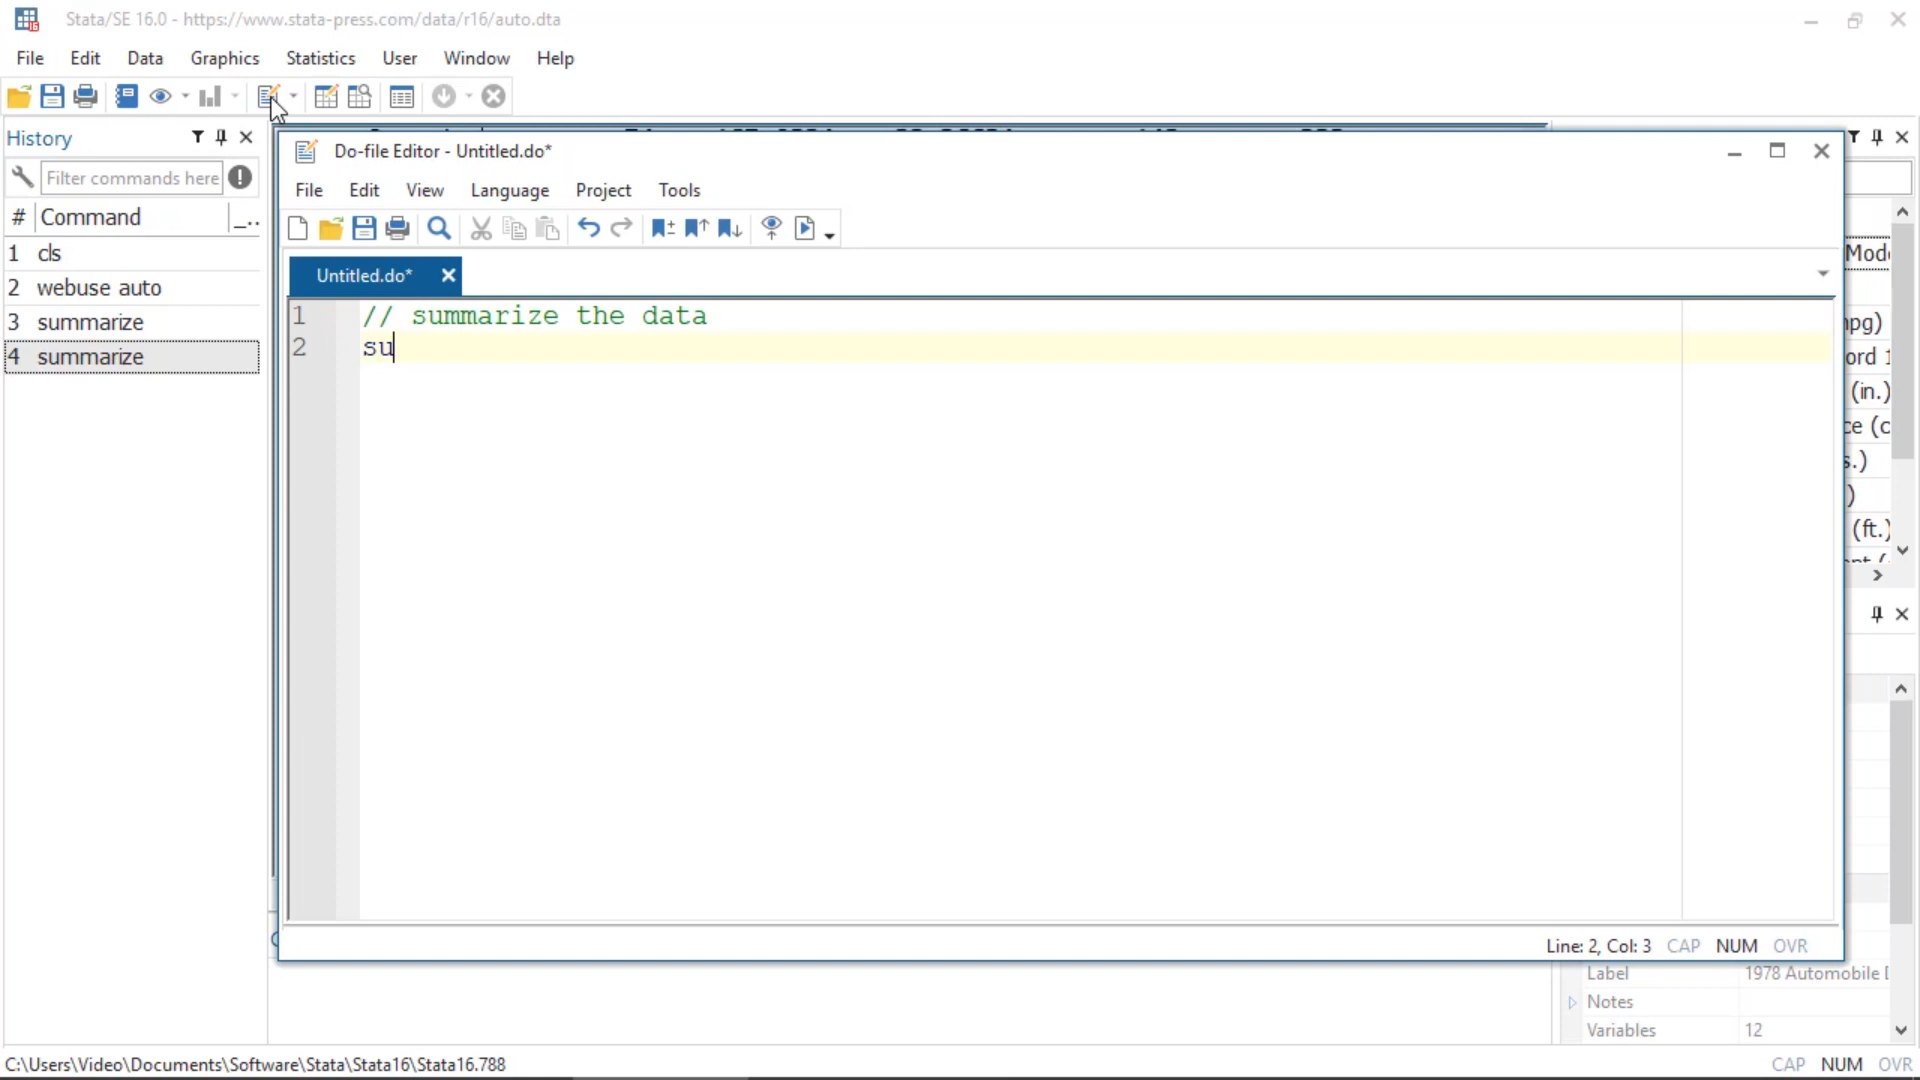 Stata/SE 16.0 - https://www.stata-press.com/data/r16/auto.dta
File Edit Data Graphics Statistics User Window Help
History
Filter commands here
# Command
1 cls
2 webuse auto
3 summarize
4 summarize
Do-file Editor - Untitled.do*
File Edit View Language Project Tools
Untitled.do*
1 // summarize the data
2 su
(in.)
(ft.)
Line: 2, Col: 3 CAP NUM OVR
Label 1978 Automobile
Notes
Variables 12
C:\Users\Video\Documents\Software\Stata\Stata16\Stata16.788
CAP NUM OVR